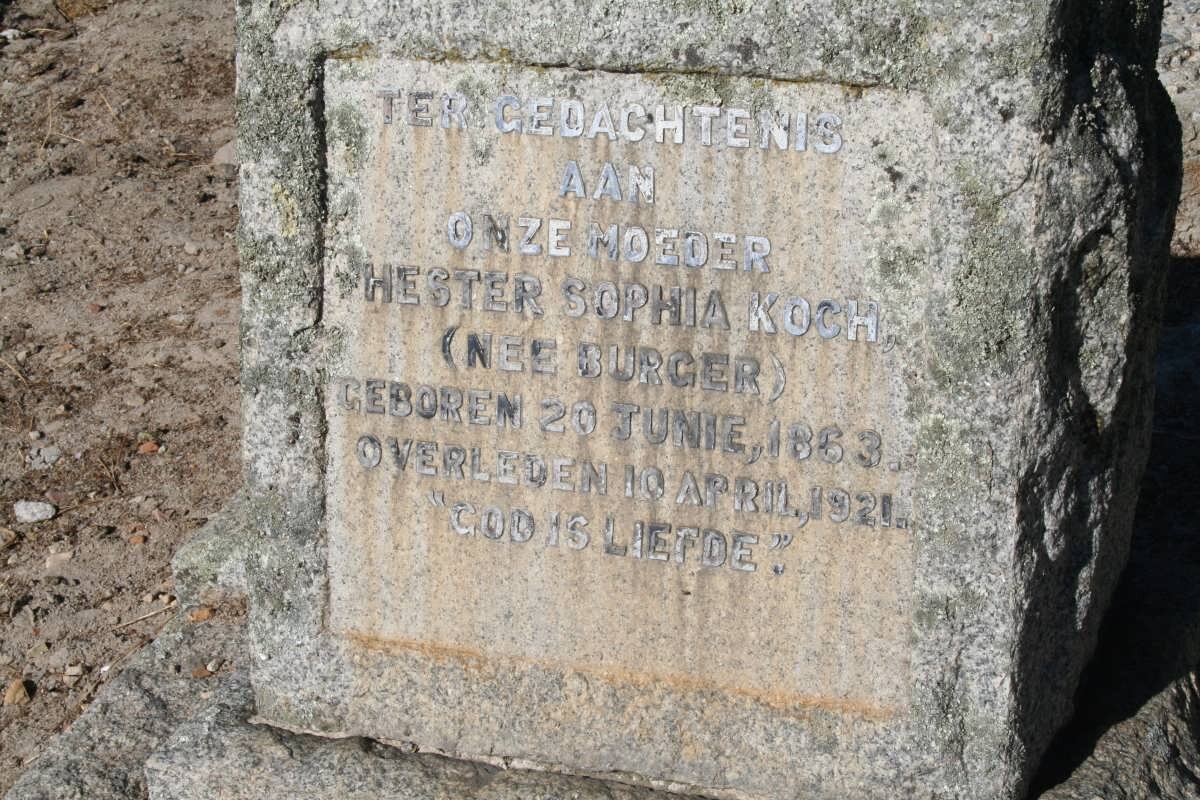 TER GEDACHTENIS
AAN
ONZE MOEDER
HESTER SOPHIA KOCH,
(NEE BURGER)
GEBOREN 20 JUNIE, 1863.
OVERLEDEN 10 APRIL, 1921.
"GOD IS LIEFDE".